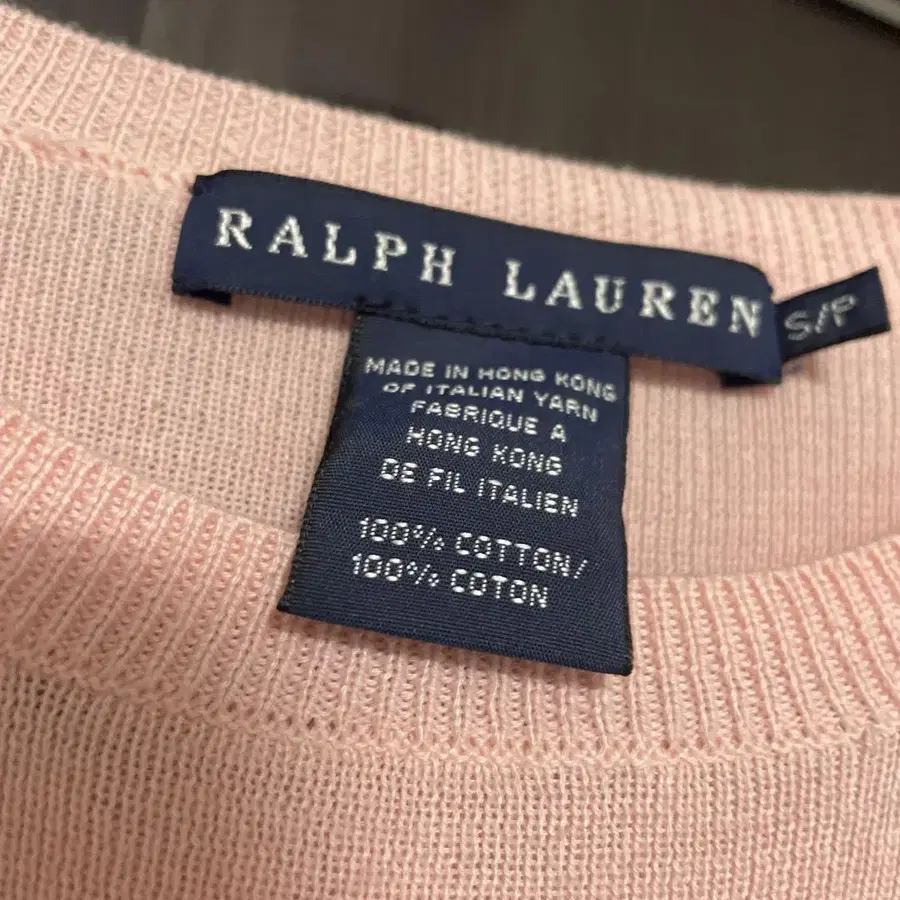 RALPH LAUREN
S/P
MADE IN HONG KONG
OF ITALIAN YARN
FABRIQUE A
HONG KONG
DE FIL ITALIEN
100% COTTON/
100% COTON